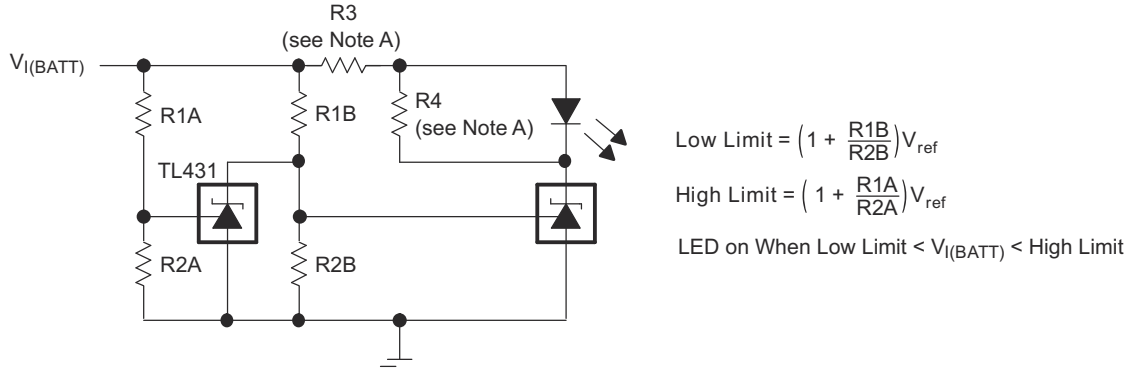 R3
(see Note A)
V_I(BATT)
R1A
R1B
R4
(see Note A)
TL431
R2A
R2B
Low Limit = (1 + R1B/R2B) V_ref
High Limit = (1 + R1A/R2A) V_ref
LED on When Low Limit < V_I(BATT) < High Limit